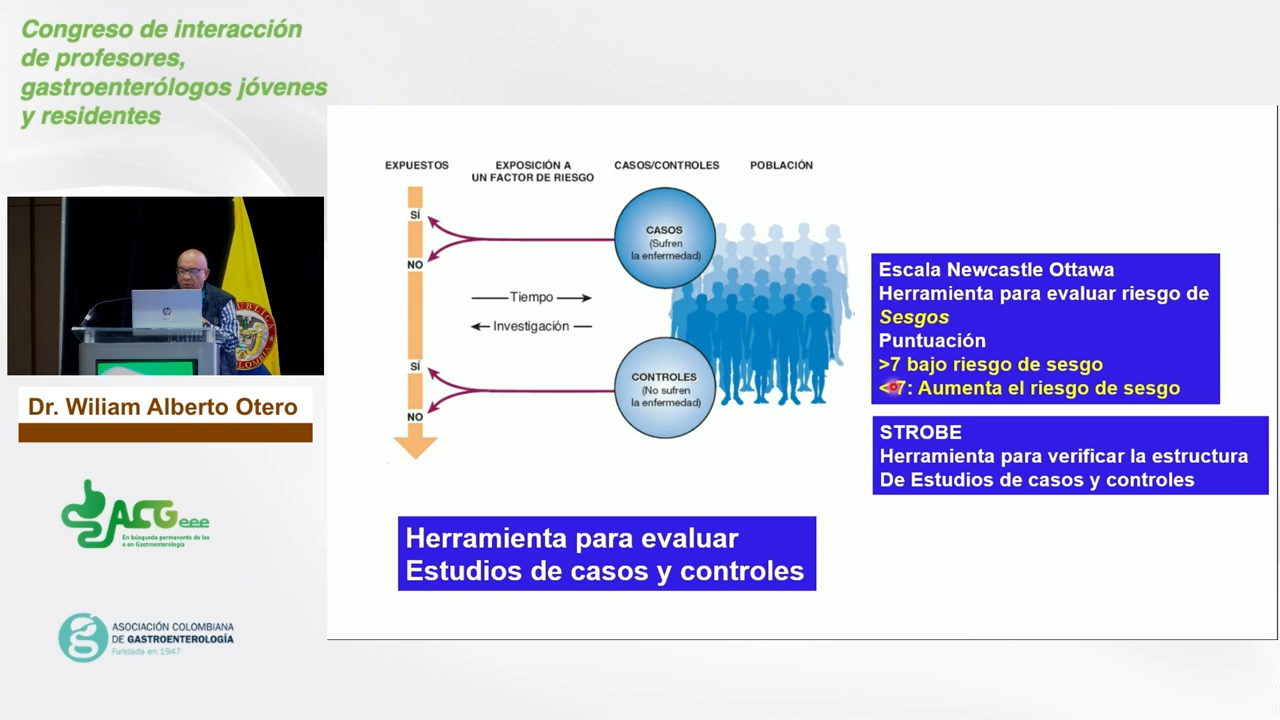 Congreso de interacción
de profesores,
gastroenterólogos jóvenes
y residentes
Dr. Wiliam Alberto Otero
ACGeee
En búsqueda permanente de las
e en Gastroenterología
ASOCIACIÓN COLOMBIANA
DE GASTROENTEROLOGÍA
Fundada en 1947
EXPUESTOS
EXPOSICIÓN A
UN FACTOR DE RIESGO
CASOS/CONTROLES
POBLACIÓN
SÍ
NO
CASOS
(Sufren
la enfermedad)
Tiempo
Investigación
SÍ
NO
CONTROLES
(No sufren
la enfermedad)
Herramienta para evaluar
Estudios de casos y controles
Escala Newcastle Ottawa
Herramienta para evaluar riesgo de
Sesgos
Puntuación
>7 bajo riesgo de sesgo
<7: Aumenta el riesgo de sesgo
STROBE
Herramienta para verificar la estructura
De Estudios de casos y controles